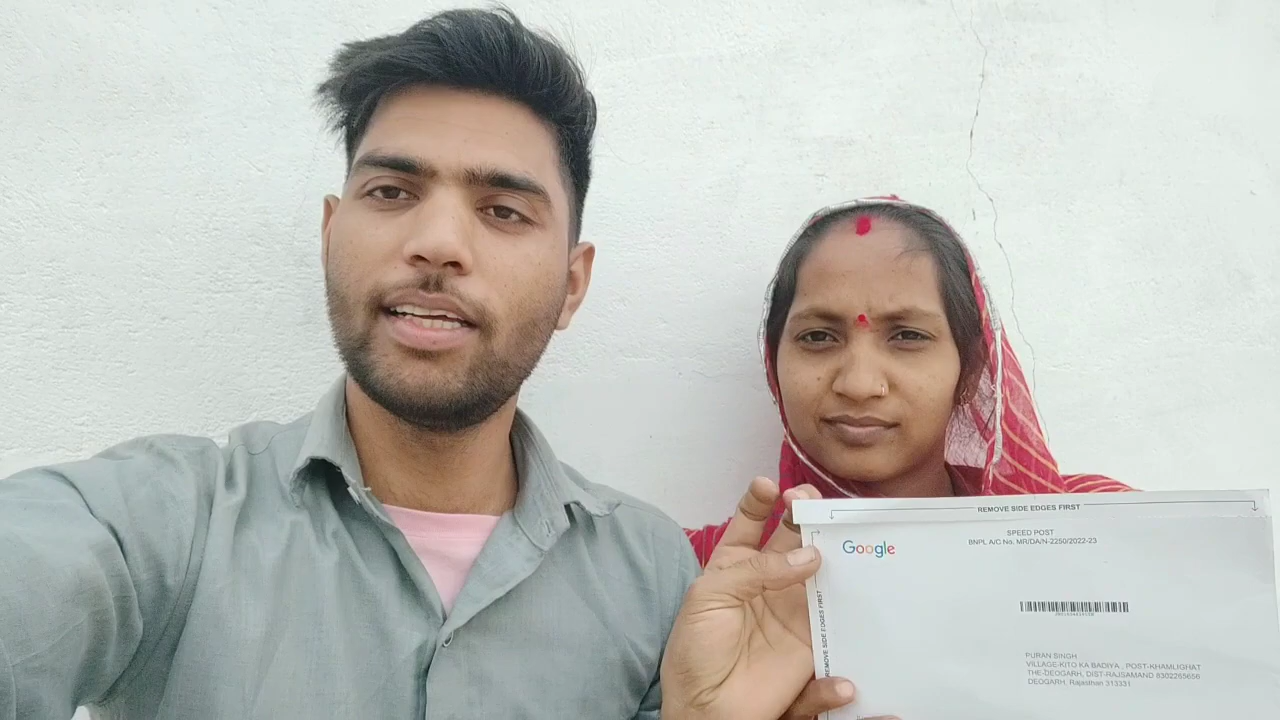 REMOVE SIDE EDGES FIRST
SPEED POST
BNPL A/C No. MR/DA/N-2250/2022-23
Google
REMOVE SIDE EDGES FIRST
PURAN SINGH
VILLAGE-KITO KA BADIYA , POST-KHAMLIGHAT
THE-DEOGARH, DIST-RAJSAMAND 8302265656
DEOGARH, Rajasthan 313331